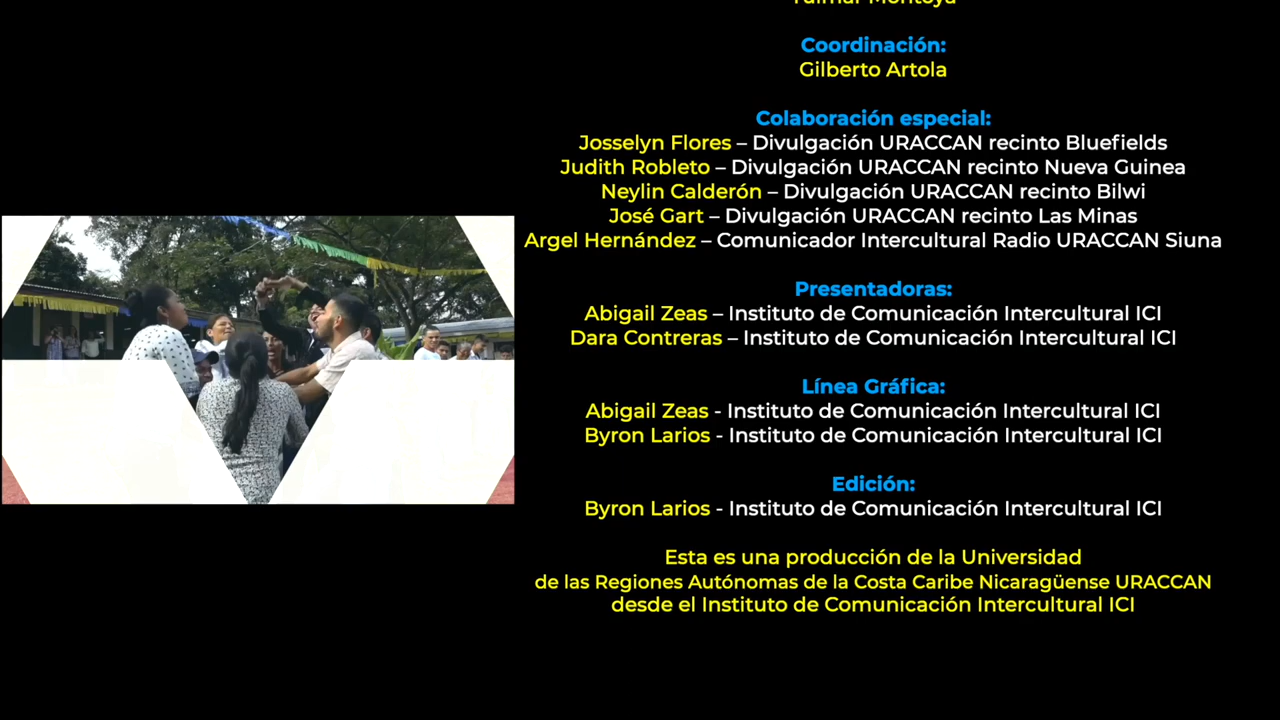 Coordinación:
Gilberto Artola
Colaboración especial:
Josselyn Flores – Divulgación URACCAN recinto Bluefields
Judith Robleto – Divulgación URACCAN recinto Nueva Guinea
Neylin Calderón – Divulgación URACCAN recinto Bilwi
José Gart – Divulgación URACCAN recinto Las Minas
Argel Hernández – Comunicador Intercultural Radio URACCAN Siuna
Presentadoras:
Abigail Zeas – Instituto de Comunicación Intercultural ICI
Dara Contreras – Instituto de Comunicación Intercultural ICI
Línea Gráfica:
Abigail Zeas - Instituto de Comunicación Intercultural ICI
Byron Larios - Instituto de Comunicación Intercultural ICI
Edición:
Byron Larios - Instituto de Comunicación Intercultural ICI
Esta es una producción de la Universidad
de las Regiones Autónomas de la Costa Caribe Nicaragüense URACCAN
desde el Instituto de Comunicación Intercultural ICI